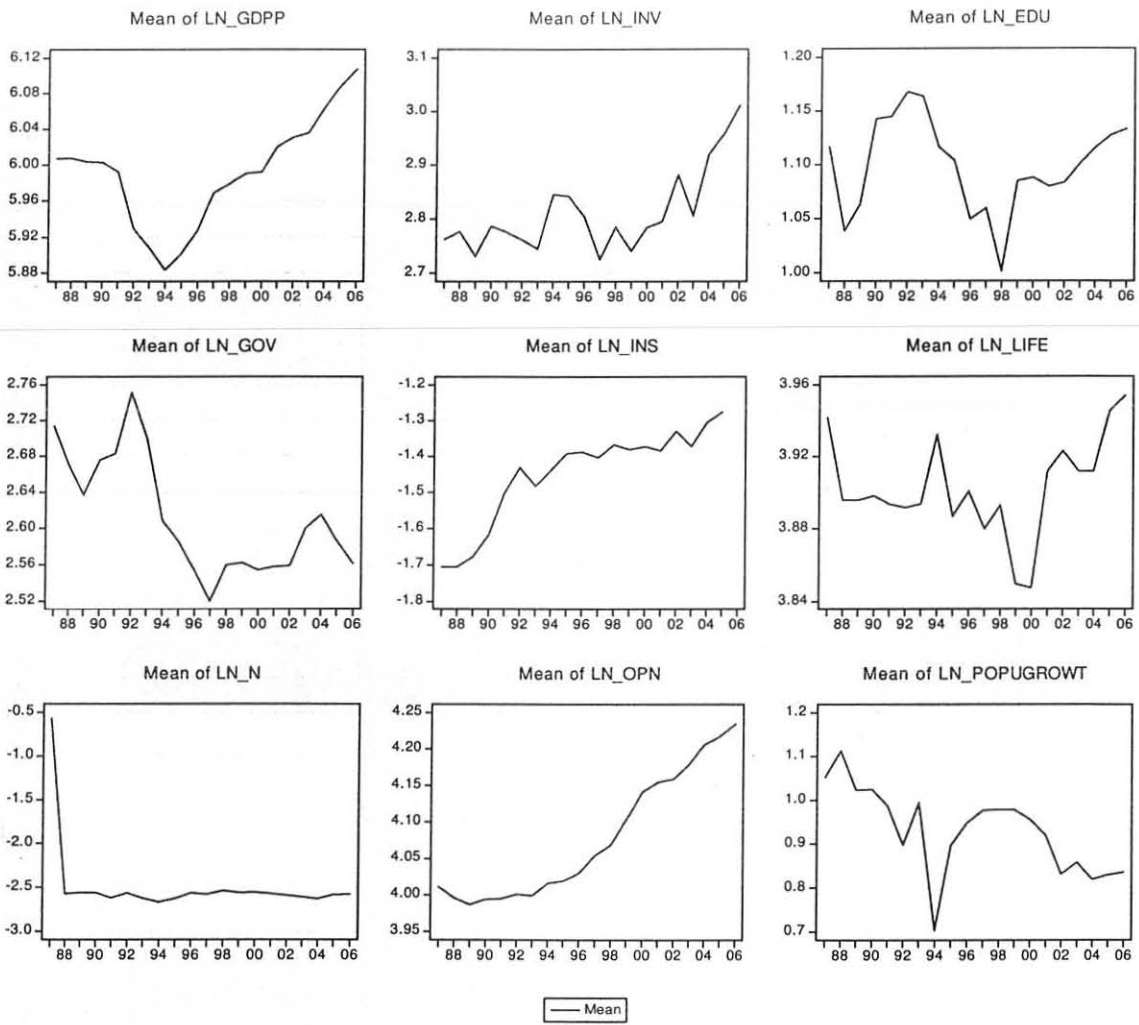 Mean of LN_GDPP
6.12
6.08
6.04
6.00
5.96
5.92
5.88
88 90 92 94 96 98 00 02 04 06
Mean of LN_INV
3.1
3.0
2.9
2.8
2.7
88 90 92 94 96 98 00 02 04 06
Mean of LN_EDU
1.20
1.15
1.10
1.05
1.00
88 90 92 94 96 98 00 02 04 06
Mean of LN_GOV
2.76
2.72
2.68
2.64
2.60
2.56
2.52
88 90 92 94 96 98 00 02 04 06
Mean of LN_INS
-1.2
-1.3
-1.4
-1.5
-1.6
-1.7
-1.8
88 90 92 94 96 98 00 02 04 06
Mean of LN_LIFE
3.96
3.92
3.88
3.84
88 90 92 94 96 98 00 02 04 06
Mean of LN_N
-0.5
-1.0
-1.5
-2.0
-2.5
-3.0
88 90 92 94 96 98 00 02 04 06
Mean of LN_OPN
4.25
4.20
4.15
4.10
4.05
4.00
3.95
88 90 92 94 96 98 00 02 04 06
Mean of LN_POPUGROWT
1.2
1.1
1.0
0.9
0.8
0.7
88 90 92 94 96 98 00 02 04 06
Mean